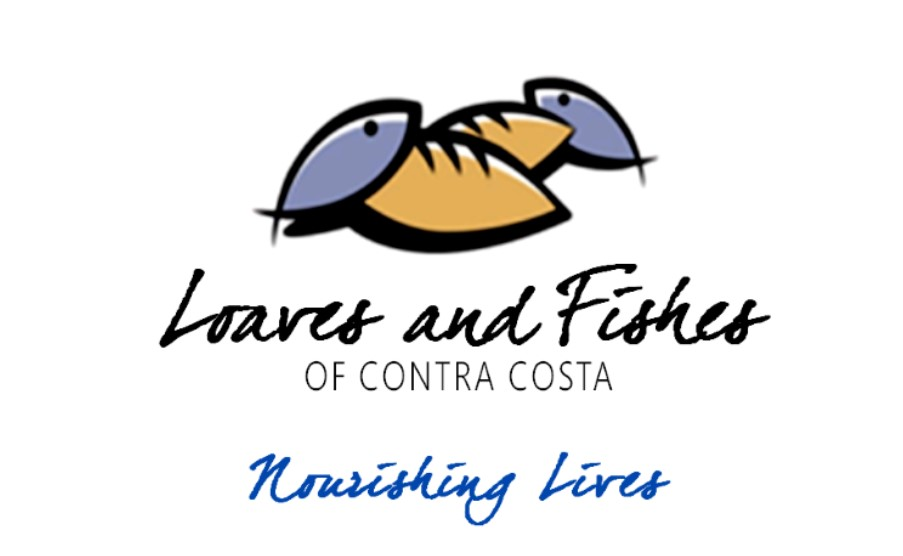 Loaves and Fishes
OF CONTRA COSTA
Nourishing Lives